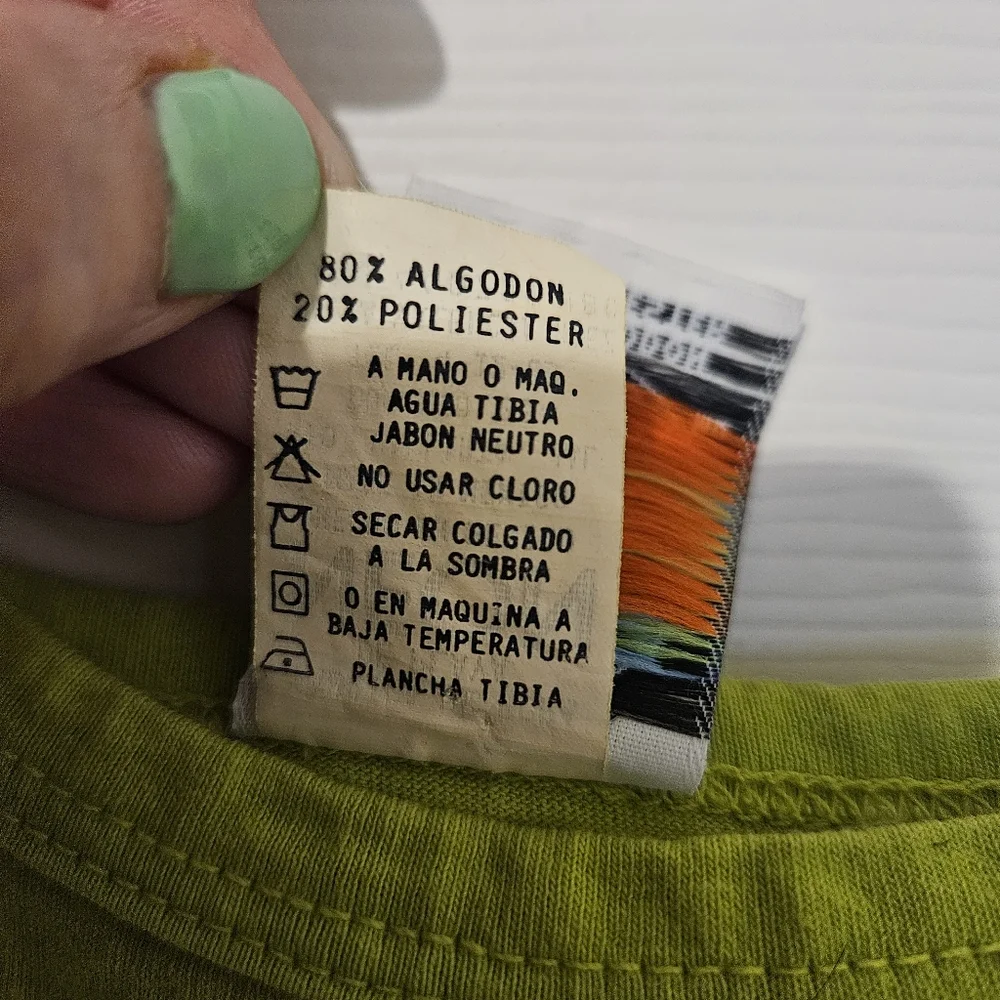 80% ALGODON
20% POLIESTER
A MANO O MAQ.
AGUA TIBIA
JABON NEUTRO
NO USAR CLORO
SECAR COLGADO
A LA SOMBRA
O EN MAQUINA A
BAJA TEMPERATURA
PLANCHA TIBIA